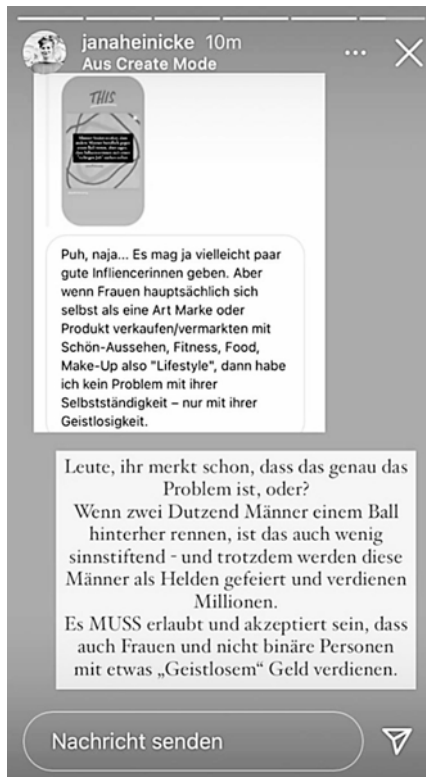 janaheinicke 10m
Aus Create Mode
THIS
Puh, naja... Es mag ja vielleicht paar
gute Infliencerinnen geben. Aber
wenn Frauen hauptsächlich sich
selbst als eine Art Marke oder
Produkt verkaufen/vermarkten mit
Schön-Aussehen, Fitness, Food,
Make-Up also "Lifestyle", dann habe
ich kein Problem mit ihrer
Selbstständigkeit – nur mit ihrer
Geistlosigkeit.
Leute, ihr merkt schon, dass das genau das
Problem ist, oder?
Wenn zwei Dutzend Männer einem Ball
hinterher rennen, ist das auch wenig
sinnstiftend - und trotzdem werden diese
Männer als Helden gefeiert und verdienen
Millionen.
Es MUSS erlaubt und akzeptiert sein, dass
auch Frauen und nicht binäre Personen
mit etwas „Geistlosem“ Geld verdienen.
Nachricht senden